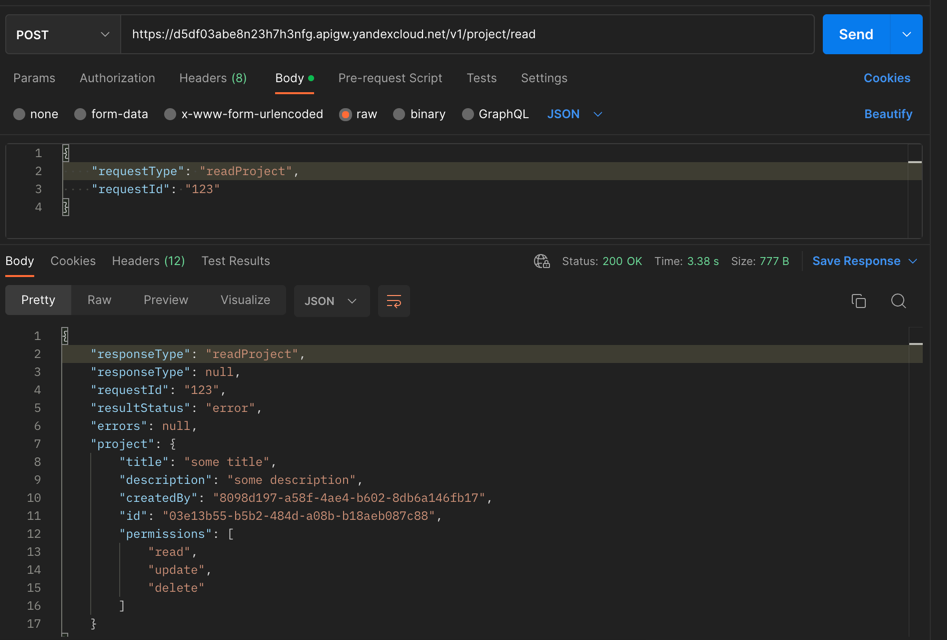 POST https://d5df03abe8n23h7h3nfg.apigw.yandexcloud.net/v1/project/read Send
Params Authorization Headers (8) Body Pre-request Script Tests Settings Cookies
none form-data x-www-form-urlencoded raw binary GraphQL JSON Beautify
1 {
2 "requestType": "readProject",
3 "requestId": "123"
4 }
Body Cookies Headers (12) Test Results Status: 200 OK Time: 3.38 s Size: 777 B Save Response
Pretty Raw Preview Visualize JSON
1 {
2 "responseType": "readProject",
3 "responseType": null,
4 "requestId": "123",
5 "resultStatus": "error",
6 "errors": null,
7 "project": {
8 "title": "some title",
9 "description": "some description",
10 "createdBy": "8098d197-a58f-4ae4-b602-8db6a146fb17",
11 "id": "03e13b55-b5b2-484d-a08b-b18aeb087c88",
12 "permissions": [
13 "read",
14 "update",
15 "delete"
16 ]
17 }